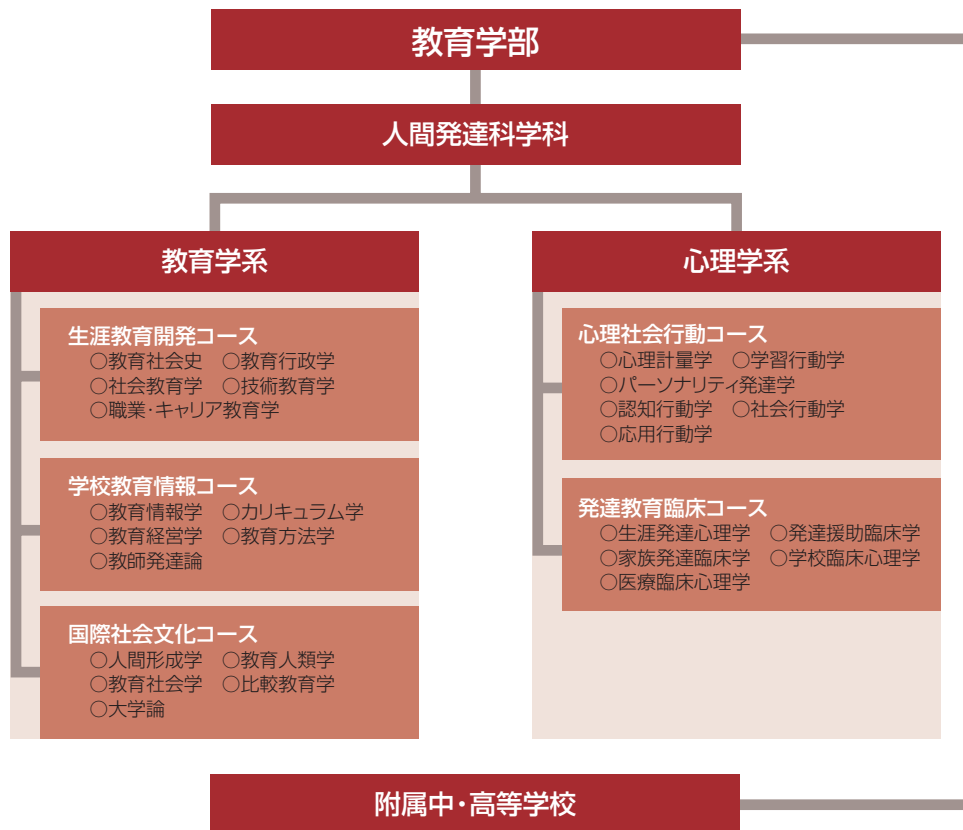 教育学部
人間発達科学科
教育学系
生涯教育開発コース
○教育社会史 ○教育行政学
○社会教育学 ○技術教育学
○職業・キャリア教育学
学校教育情報コース
○教育情報学 ○カリキュラム学
○教育経営学 ○教育方法学
○教師発達論
国際社会文化コース
○人間形成学 ○教育人類学
○教育社会学 ○比較教育学
○大学論
心理学系
心理社会行動コース
○心理計量学 ○学習行動学
○パーソナリティ発達学
○認知行動学 ○社会行動学
○応用行動学
発達教育臨床コース
○生涯発達心理学 ○発達援助臨床学
○家族発達臨床学 ○学校臨床心理学
○医療臨床心理学
附属中・高等学校